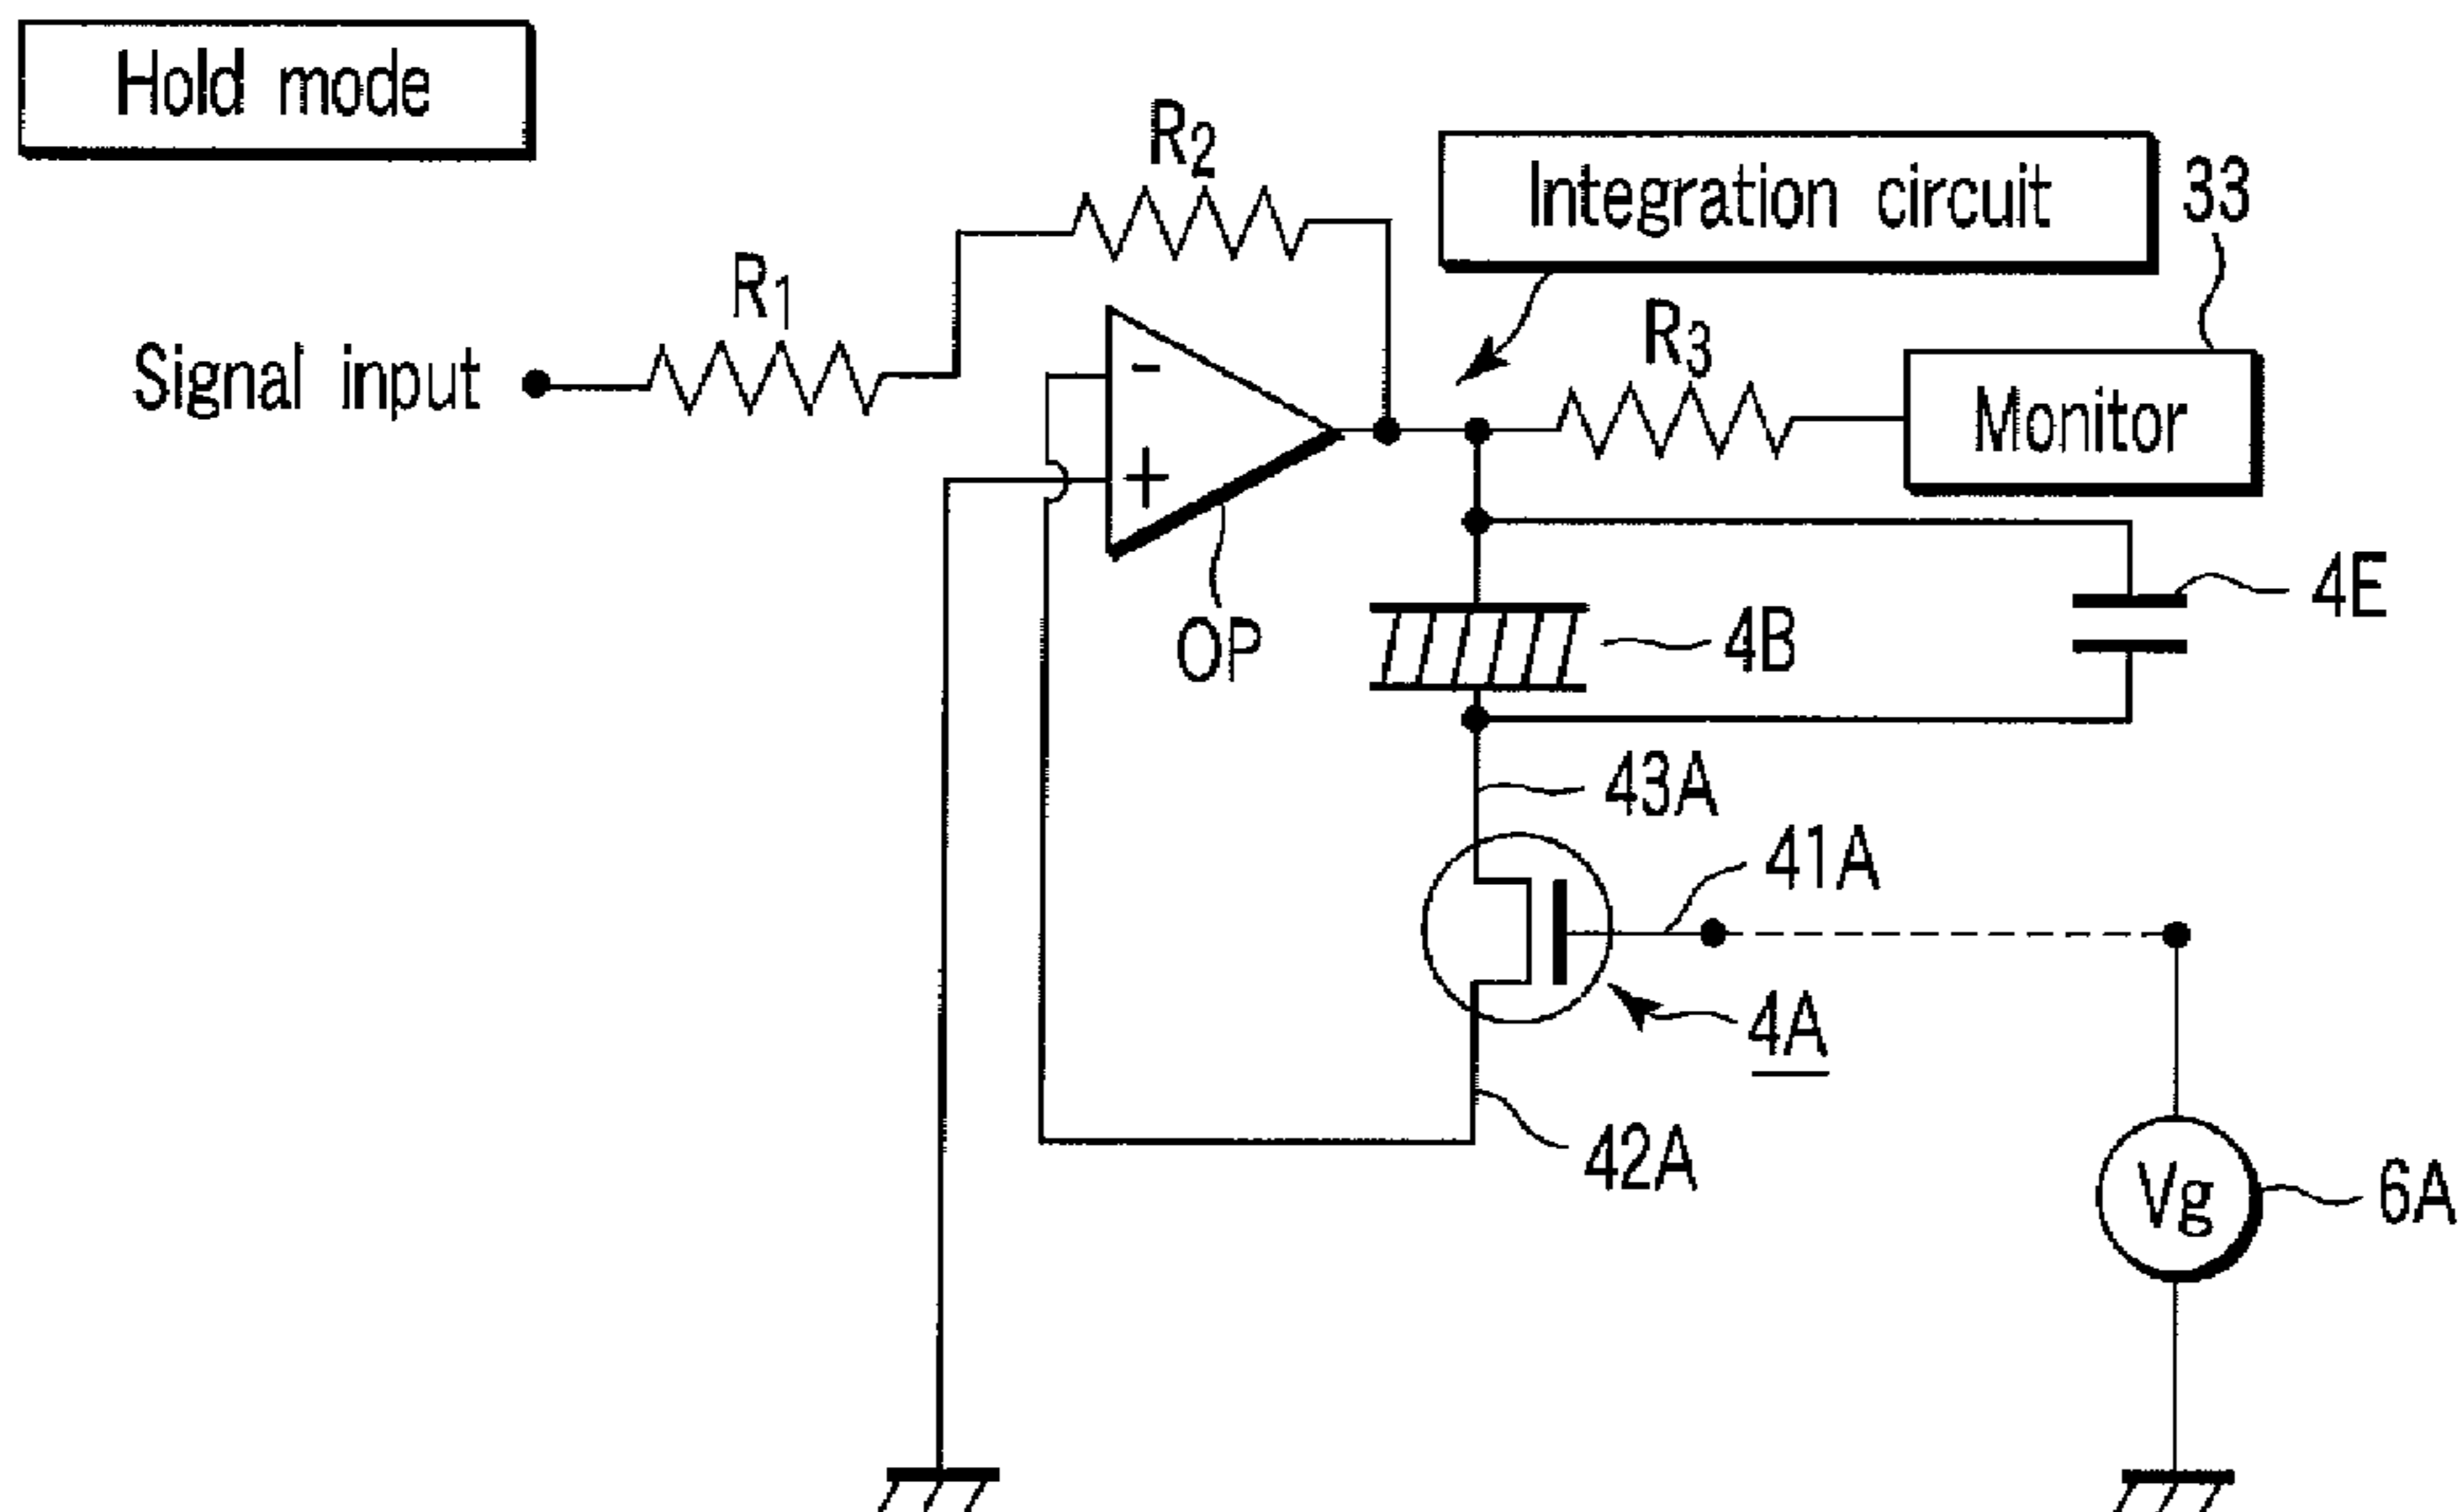 Hold mode
R2
Integration circuit
33
R1
R3
Signal input
-
Monitor
+
4E
OP
4B
43A
41A
4A
42A
Vg
6A